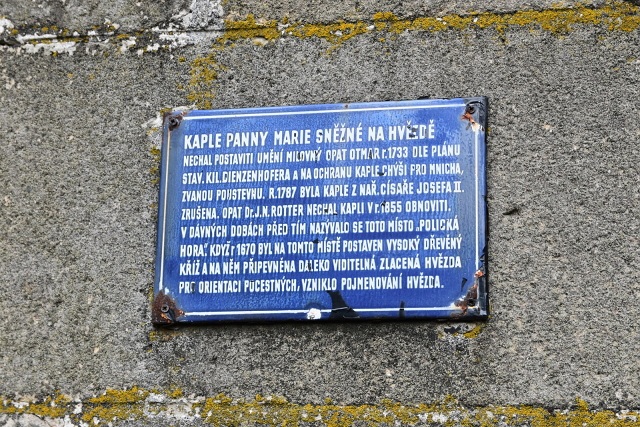 KAPLE PANNY MARIE SNĚŽNÉ NA HVĚZDĚ
NECHAL POSTAVITI UMĚNÍ MILOVNÝ OPAT OTMAR r. 1733 DLE PLÁNU
STAV. KIL. DIENZENHOFERA A NA OCHRANU KAPLE CHÝŠI PRO MNICHA,
ZVANOU POUSTEVNU. R. 1787 BYLA KAPLE Z NAŘ. CÍSAŘE JOSEFA II.
ZRUŠENA. OPAT Dr. J. N. ROTTER NECHAL KAPLI V r. 1855 OBNOVITI.
V DÁVNÝCH DOBÁCH PŘED TÍM NAZÝVALO SE TOTO MÍSTO „POLICKÁ
HORA". KDYŽ r 1670 BYL NA TOMTO MÍSTĚ POSTAVEN VYSOKÝ DŘEVĚNÝ
KŘÍŽ A NA NĚM PŘIPEVNĚNA DALEKO VIDITELNÁ ZLACENÁ HVĚZDA
PRO ORIENTACI POCESTNÝCH, VZNIKLO POJMENOVÁNÍ HVĚZDA.